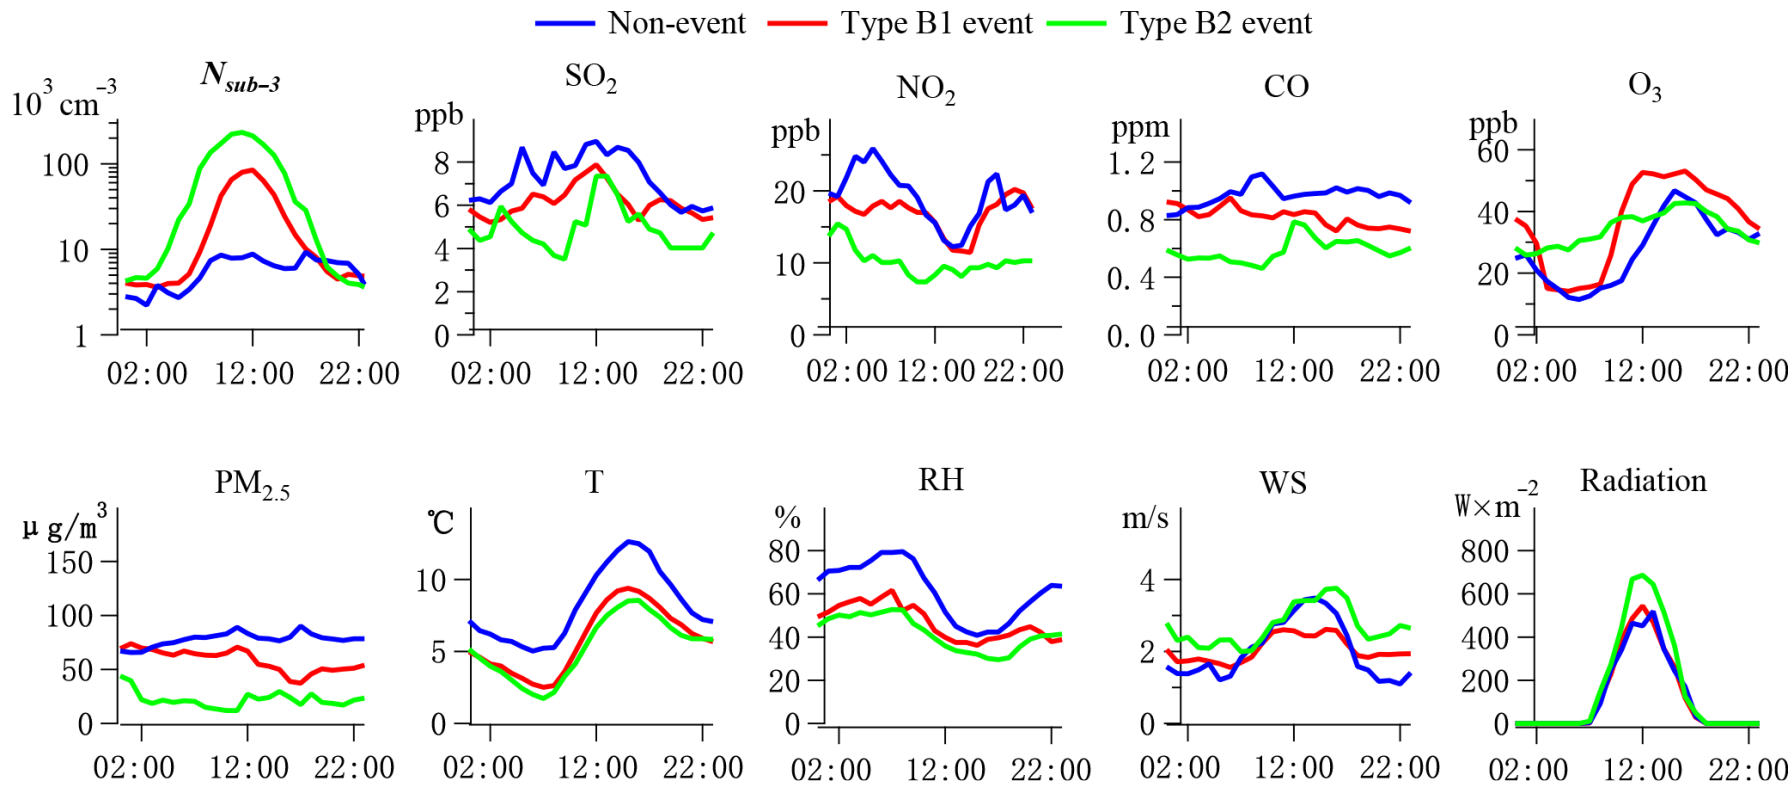 Non-event Type B1 event Type B2 event
N_sub-3
10³ cm⁻³
100
10
1
02:00 12:00 22:00
SO₂
ppb
8
6
4
2
0
02:00 12:00 22:00
NO₂
ppb
20
10
0
02:00 12:00 22:00
CO
ppm
1.2
0.8
0.4
0.0
02:00 12:00 22:00
O₃
ppb
60
40
20
0
02:00 12:00 22:00
PM₂.₅
μg/m³
150
100
50
0
02:00 12:00 22:00
T
℃
10
5
0
02:00 12:00 22:00
RH
%
80
60
40
20
0
02:00 12:00 22:00
WS
m/s
4
2
0
02:00 12:00 22:00
Radiation
W×m⁻²
800
600
400
200
0
02:00 12:00 22:00